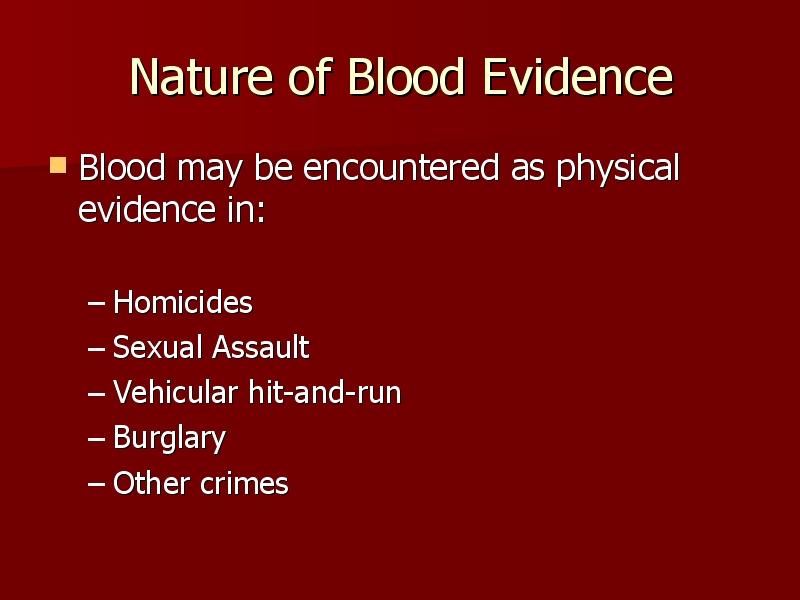 Nature of Blood Evidence
Blood may be encountered as physical
evidence in:
– Homicides
– Sexual Assault
– Vehicular hit-and-run
– Burglary
– Other crimes